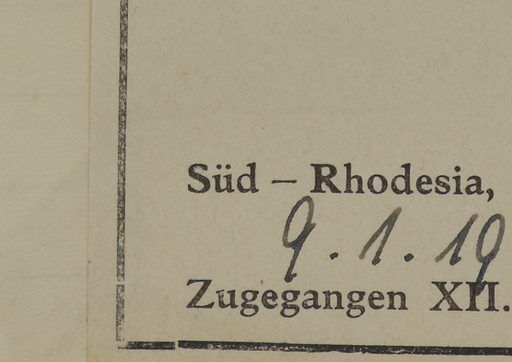 Süd – Rhodesia,
9. 1. 19
Zugegangen XII.